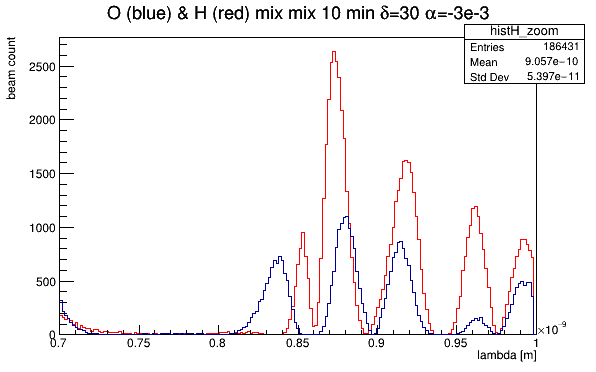 O (blue) & H (red) mix mix 10 min δ=30 α=-3e-3
histH_zoom
Entries 186431
Mean 9.057e-10
Std Dev 5.397e-11
beam count
2500
2000
1500
1000
500
0
0.7 0.75 0.8 0.85 0.9 0.95 1
×10⁻⁹
lambda [m]